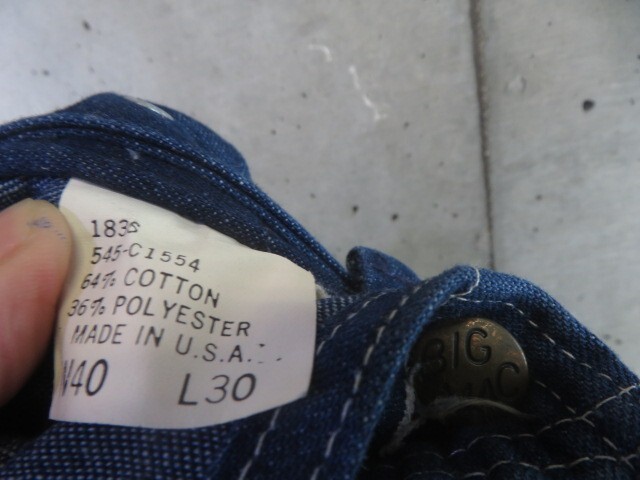 183S
545-C1554
64% COTTON
36% POLYESTER
MADE IN U.S.A.
W40 L30
BIG
MAC